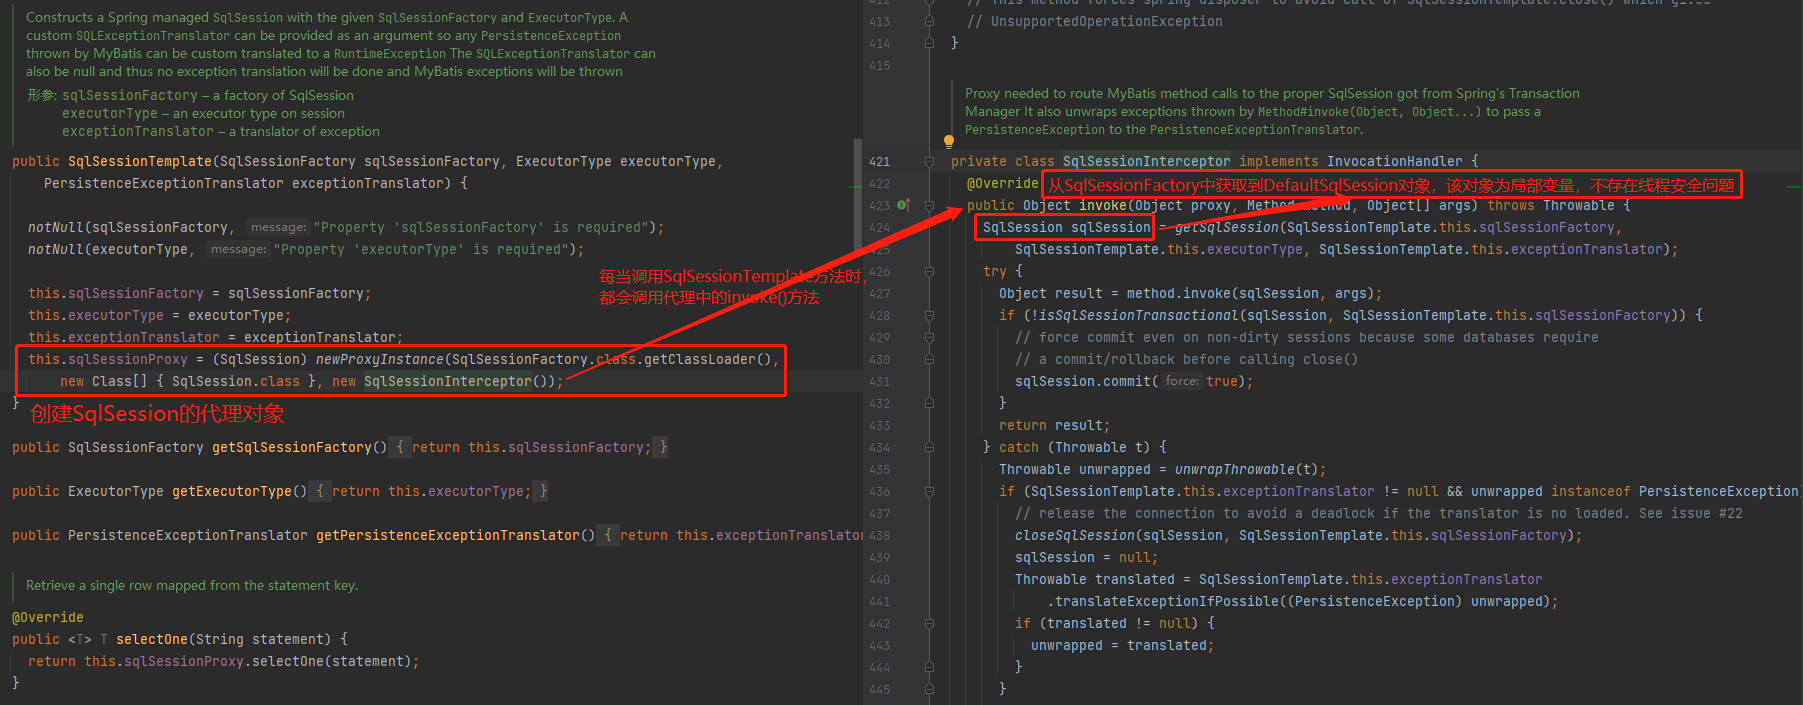 Constructs a Spring managed SqlSession with the given SqlSessionFactory and ExecutorType. A
custom SQLExceptionTranslator can be provided as an argument so any PersistenceException
thrown by MyBatis can be custom translated to a RuntimeException The SQLExceptionTranslator can
also be null and thus no exception translation will be done and MyBatis exceptions will be thrown
形参: sqlSessionFactory – a factory of SqlSession
executorType – an executor type on session
exceptionTranslator – a translator of exception
public SqlSessionTemplate(SqlSessionFactory sqlSessionFactory, ExecutorType executorType,
PersistenceExceptionTranslator exceptionTranslator) {
notNull(sqlSessionFactory, message: "Property 'sqlSessionFactory' is required");
notNull(executorType, message: "Property 'executorType' is required");
每当调用SqlSessionTemplate方法时,
都会调用代理中的invoke()方法
this.sqlSessionFactory = sqlSessionFactory;
this.executorType = executorType;
this.exceptionTranslator = exceptionTranslator;
this.sqlSessionProxy = (SqlSession) newProxyInstance(SqlSessionFactory.class.getClassLoader(),
new Class[] { SqlSession.class }, new SqlSessionInterceptor());
}
创建SqlSession的代理对象
public SqlSessionFactory getSqlSessionFactory() { return this.sqlSessionFactory; }
public ExecutorType getExecutorType() { return this.executorType; }
public PersistenceExceptionTranslator getPersistenceExceptionTranslator() { return this.exceptionTranslator
Retrieve a single row mapped from the statement key.
@Override
public <T> T selectOne(String statement) {
return this.sqlSessionProxy.selectOne(statement);
}
412 // This method forces spring disposer to avoid call of SqlSessionTemplate.close() which gives
413 // UnsupportedOperationException
414 }
415
Proxy needed to route MyBatis method calls to the proper SqlSession got from Spring's Transaction
Manager It also unwraps exceptions thrown by Method#invoke(Object, Object...) to pass a
PersistenceException to the PersistenceExceptionTranslator.
421 private class SqlSessionInterceptor implements InvocationHandler {
422 @Override
从SqlSessionFactory中获取到DefaultSqlSession对象，该对象为局部变量，不存在线程安全问题
423 public Object invoke(Object proxy, Method method, Object[] args) throws Throwable {
424 SqlSession sqlSession = getSqlSession(SqlSessionTemplate.this.sqlSessionFactory,
425 SqlSessionTemplate.this.executorType, SqlSessionTemplate.this.exceptionTranslator);
426 try {
427 Object result = method.invoke(sqlSession, args);
428 if (!isSqlSessionTransactional(sqlSession, SqlSessionTemplate.this.sqlSessionFactory)) {
429 // force commit even on non-dirty sessions because some databases require
430 // a commit/rollback before calling close()
431 sqlSession.commit( force: true);
432 }
433 return result;
434 } catch (Throwable t) {
435 Throwable unwrapped = unwrapThrowable(t);
436 if (SqlSessionTemplate.this.exceptionTranslator != null && unwrapped instanceof PersistenceException
437 // release the connection to avoid a deadlock if the translator is no loaded. See issue #22
438 closeSqlSession(sqlSession, SqlSessionTemplate.this.sqlSessionFactory);
439 sqlSession = null;
440 Throwable translated = SqlSessionTemplate.this.exceptionTranslator
441 .translateExceptionIfPossible((PersistenceException) unwrapped);
442 if (translated != null) {
443 unwrapped = translated;
444 }
445 }